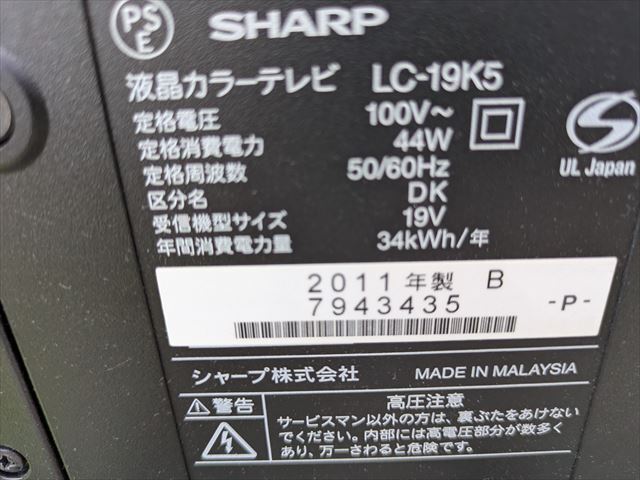 PS
E
SHARP
液晶カラーテレビ LC-19K5
定格電圧 100V～
定格消費電力 44W
定格周波数 50/60Hz
区分名 DK
受信機型サイズ 19V
年間消費電力量 34kWh/年
S
UL Japan
2011年製 B
7943435 -P-
シャープ株式会社 MADE IN MALAYSIA
警告 高圧注意
サービスマン以外の方は、裏ぶたをあけない
でください。内部には高電圧部分が数多く
あり、万一さわると危険です。